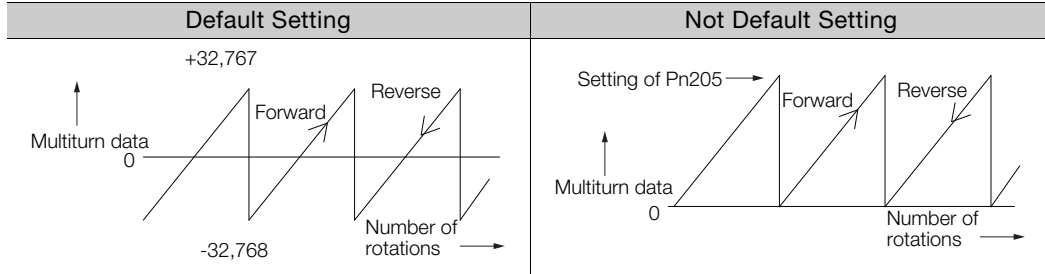 Default Setting
Not Default Setting
+32,767
Forward
Reverse
Multiturn data
0
Number of
rotations
-32,768
Setting of Pn205
Forward
Reverse
Multiturn data
0
Number of
rotations